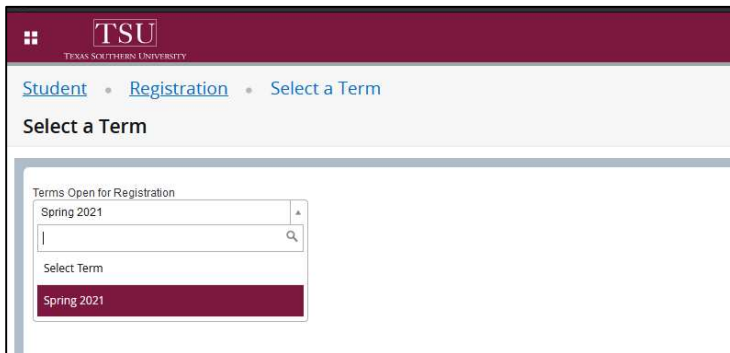 TSU
TEXAS SOUTHERN UNIVERSITY
Student • Registration • Select a Term
Select a Term
Terms Open for Registration
Spring 2021
Select Term
Spring 2021